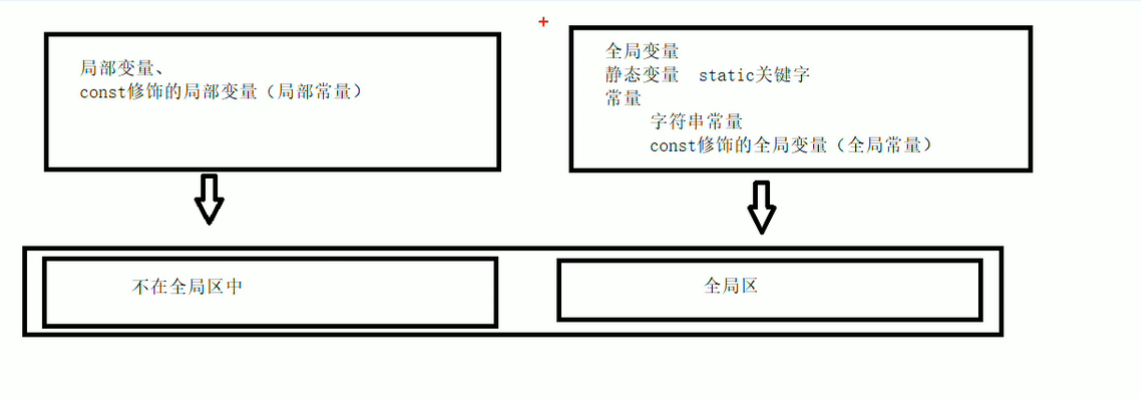 局部变量、
const修饰的局部变量（局部常量）
全局变量
静态变量  static关键字
常量
字符串常量
const修饰的全局变量（全局常量）
不在全局区中
全局区